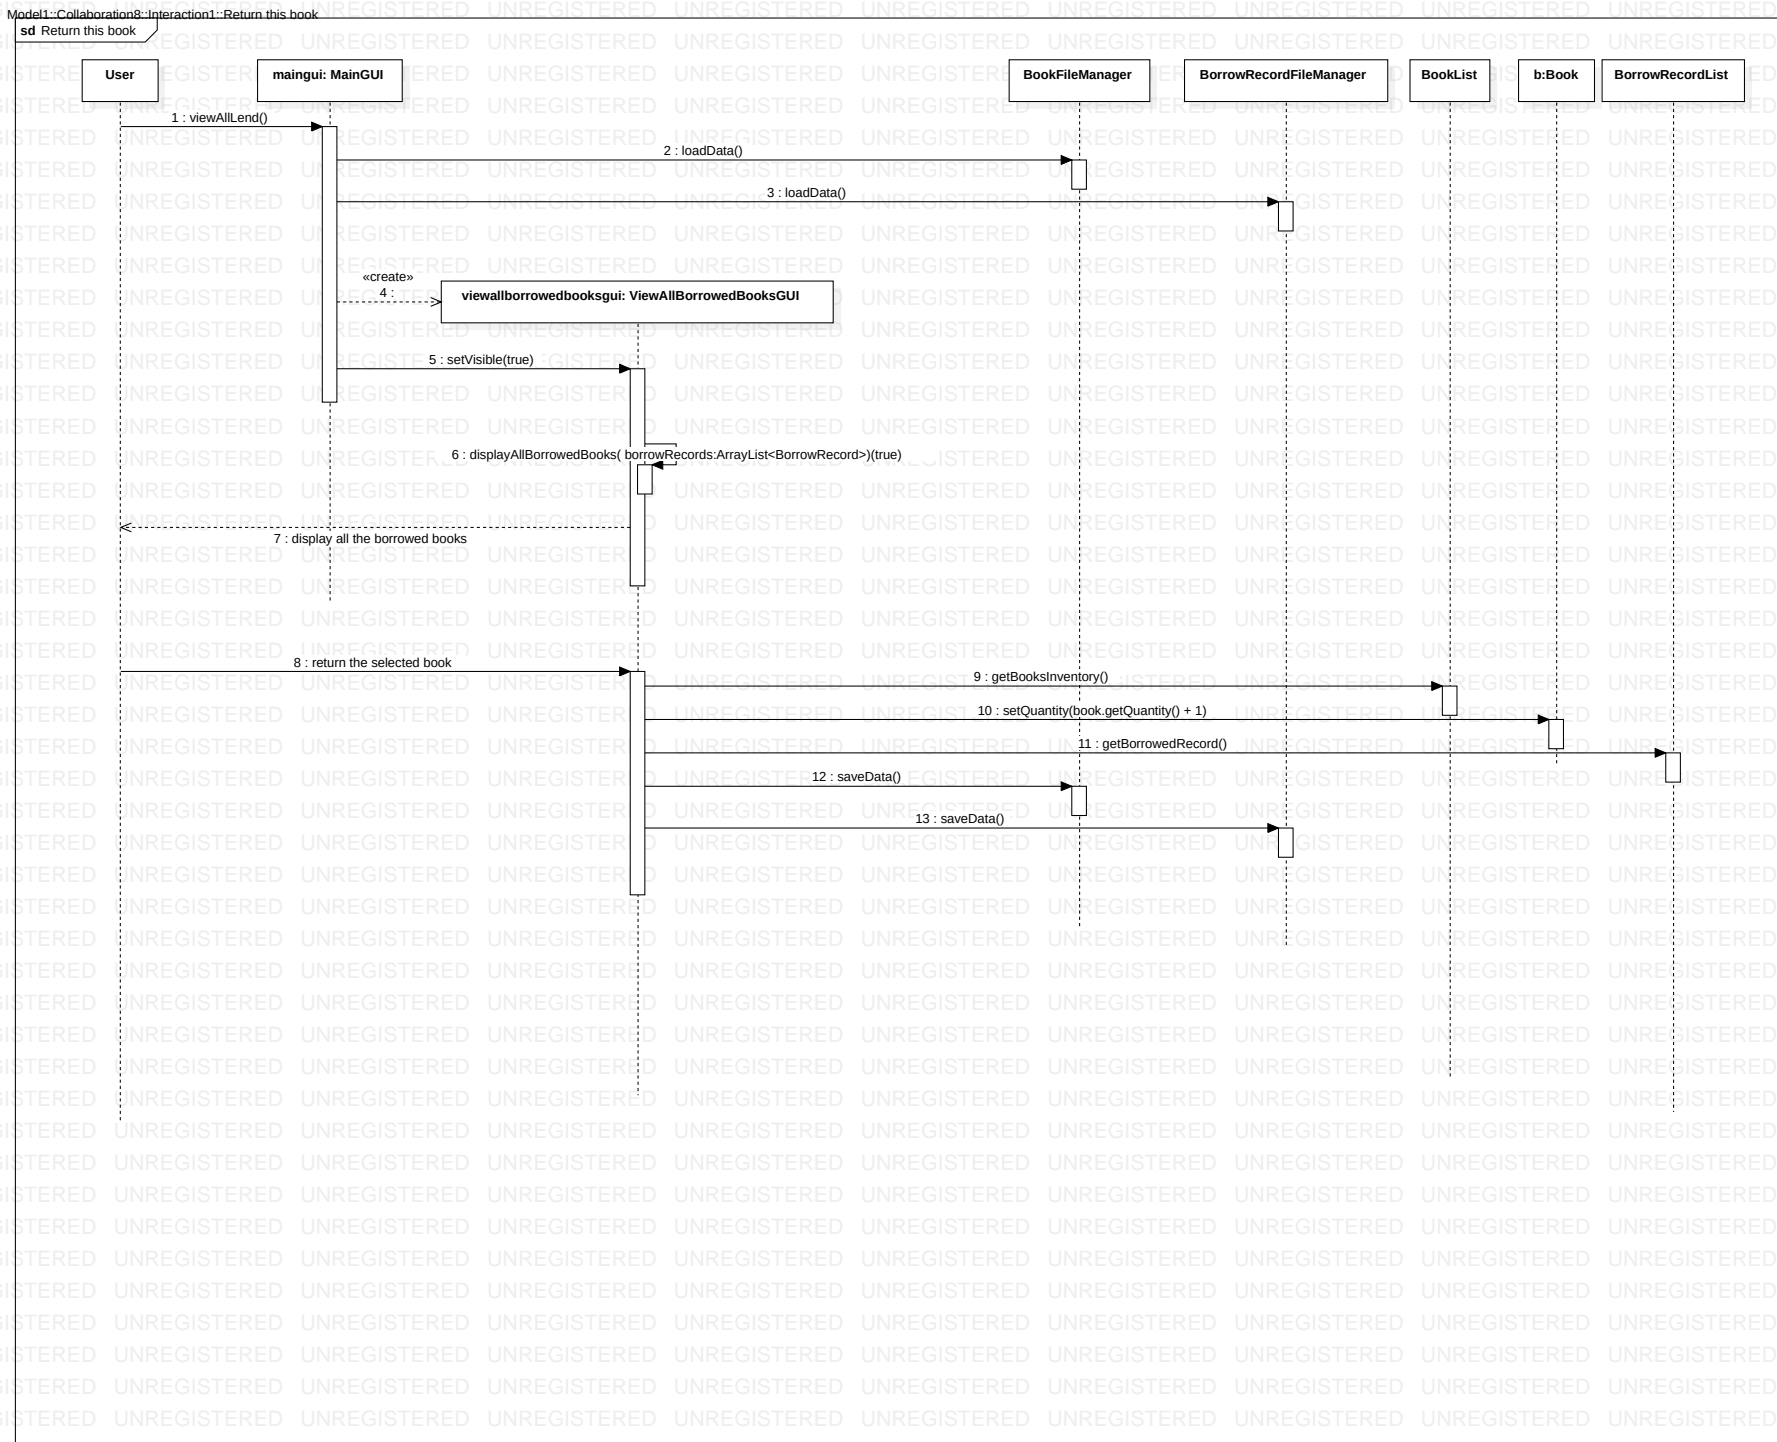 Model1::Collaboration8::Interaction1::Return this book
sd Return this book
User
maingui: MainGUI
BookFileManager
BorrowRecordFileManager
BookList
b:Book
BorrowRecordList
1 : viewAllLend()
2 : loadData()
3 : loadData()
«create»
4 :
viewallborrowedbooksgui: ViewAllBorrowedBooksGUI
5 : setVisible(true)
6 : displayAllBorrowedBooks( borrowRecords:ArrayList<BorrowRecord>)(true)
7 : display all the borrowed books
8 : return the selected book
9 : getBooksInventory()
10 : setQuantity(book.getQuantity() + 1)
11 : getBorrowedRecord()
12 : saveData()
13 : saveData()
UNREGISTERED